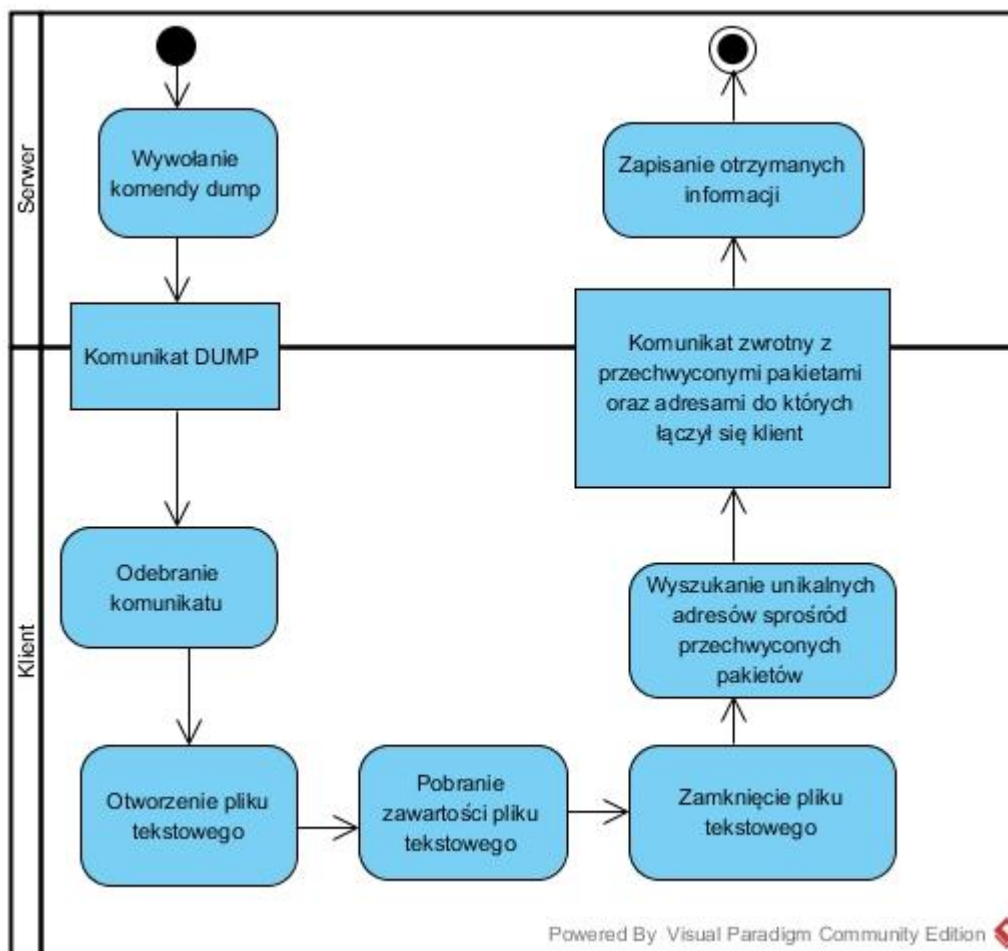 Serwer
Wywołanie
komendy dump
Komunikat DUMP
Klient
Odebranie
komunikatu
Otworzenie pliku
tekstowego
Pobranie
zawartości pliku
tekstowego
Zamknięcie pliku
tekstowego
Wyszukanie unikalnych
adresów sprośród
przechwyconych
pakietów
Komunikat zwrotny z
przechwyconymi pakietami
oraz adresami do których
łączył się klient
Zapisanie otrzymanych
informacji
Powered By Visual Paradigm Community Edition